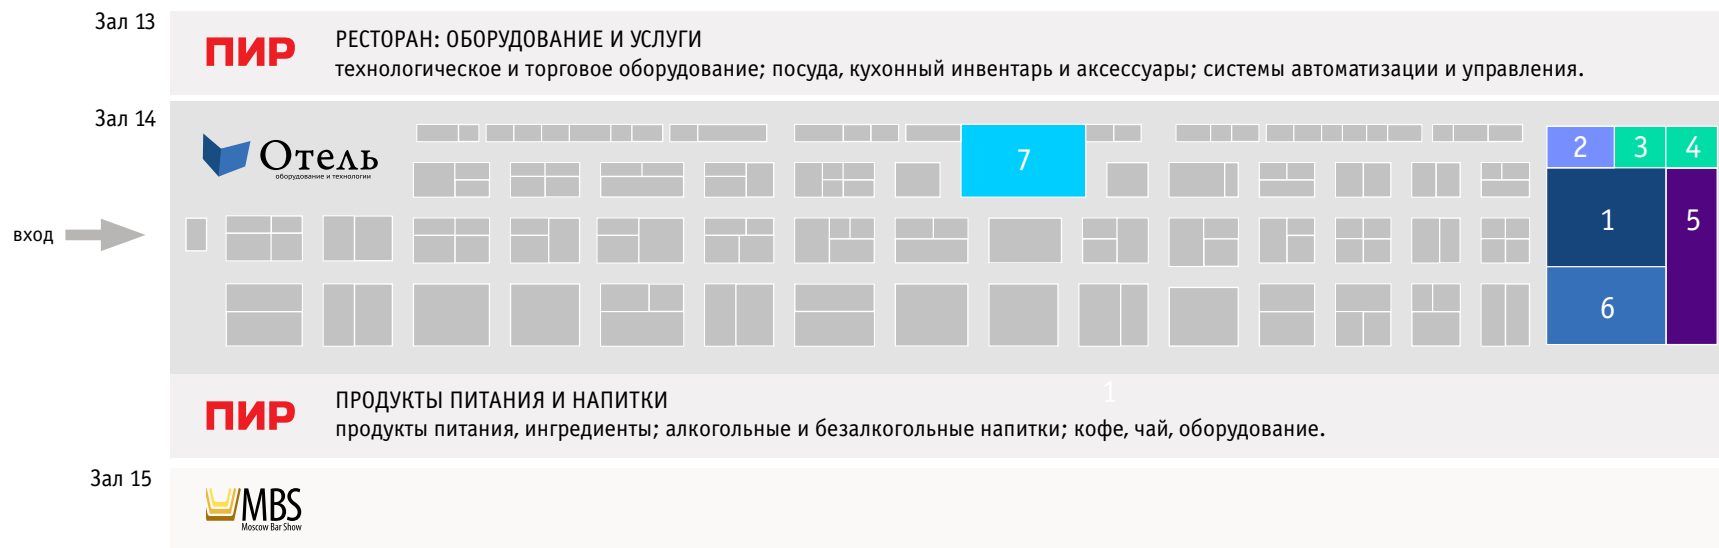 Зал 13
ПИР
РЕСТОРАН: ОБОРУДОВАНИЕ И УСЛУГИ
технологическое и торговое оборудование; посуда, кухонный инвентарь и аксессуары; системы автоматизации и управления.
Зал 14
Отель
оборудование и технологии
7
2 3 4
вход
1 5
6
1
ПИР
ПРОДУКТЫ ПИТАНИЯ И НАПИТКИ
продукты питания, ингредиенты; алкогольные и безалкогольные напитки; кофе, чай, оборудование.
Зал 15
MBS
Moscow Bar Show